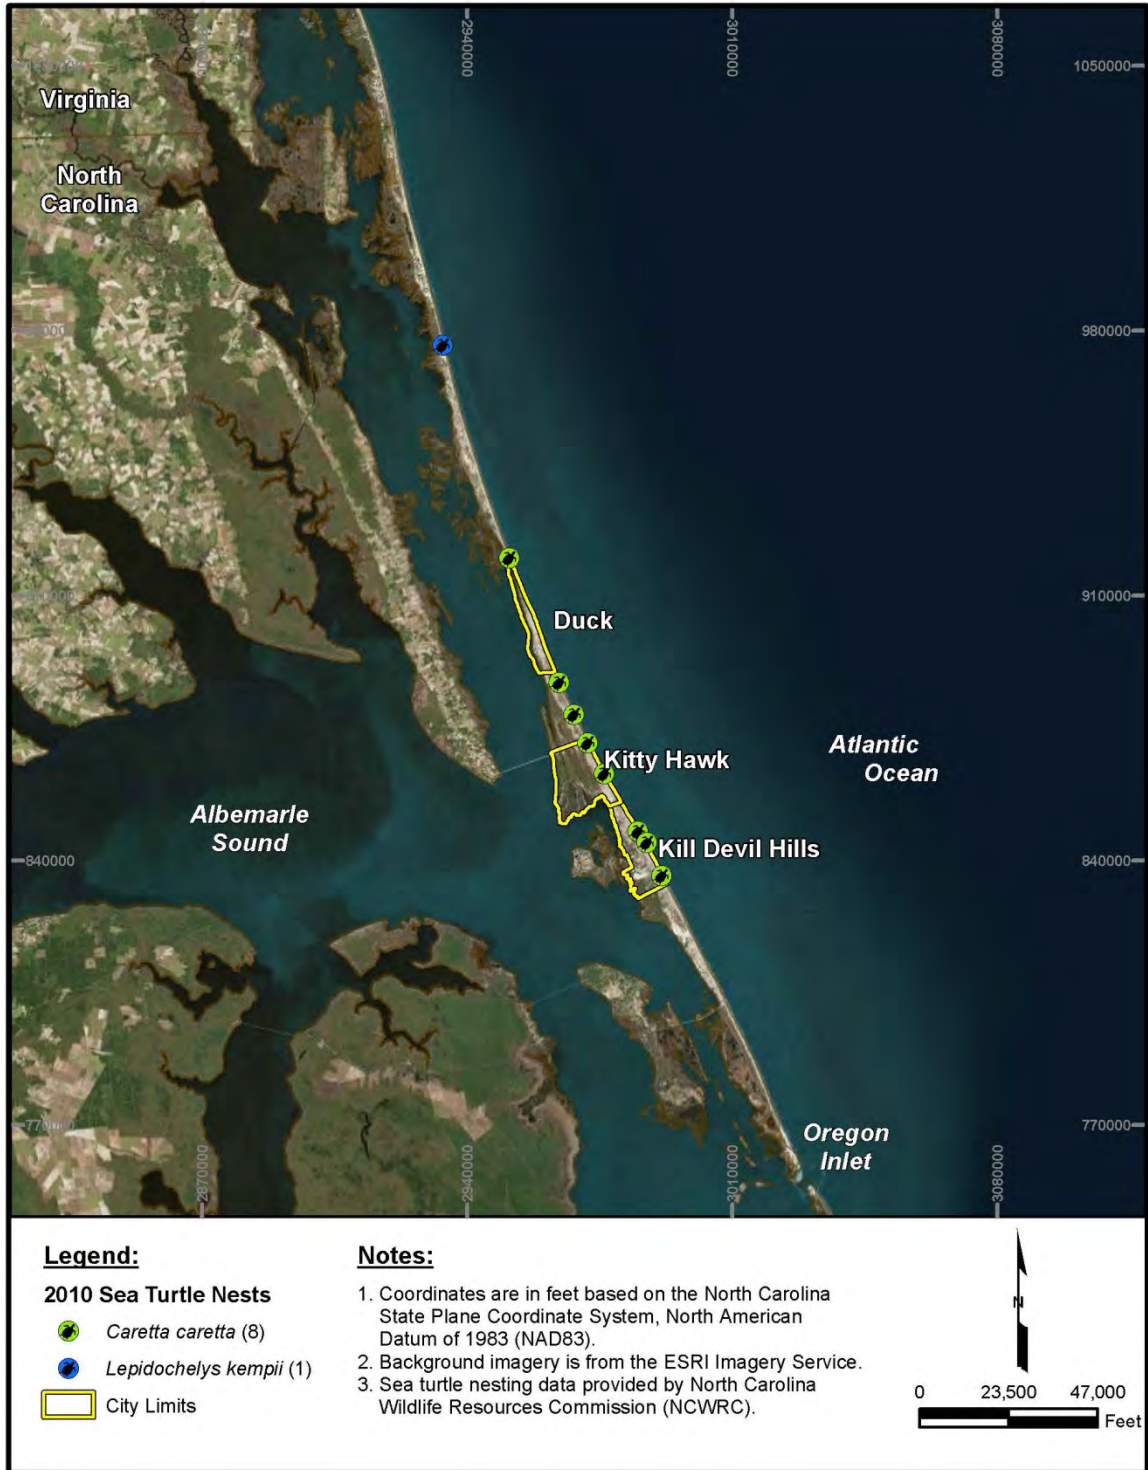 2940000
3010000
3080000
1050000
Virginia
North
Carolina
980000
Duck
910000
Kitty Hawk
Atlantic
Ocean
Albemarle
Sound
Kill Devil Hills
840000
840000
770000
770000
Oregon
Inlet
2870000
2940000
3010000
3080000
Legend:
2010 Sea Turtle Nests
Caretta caretta (8)
Lepidochelys kempii (1)
City Limits
Notes:
1. Coordinates are in feet based on the North Carolina
State Plane Coordinate System, North American
Datum of 1983 (NAD83).
2. Background imagery is from the ESRI Imagery Service.
3. Sea turtle nesting data provided by North Carolina
Wildlife Resources Commission (NCWRC).
N
0 23,500 47,000
Feet